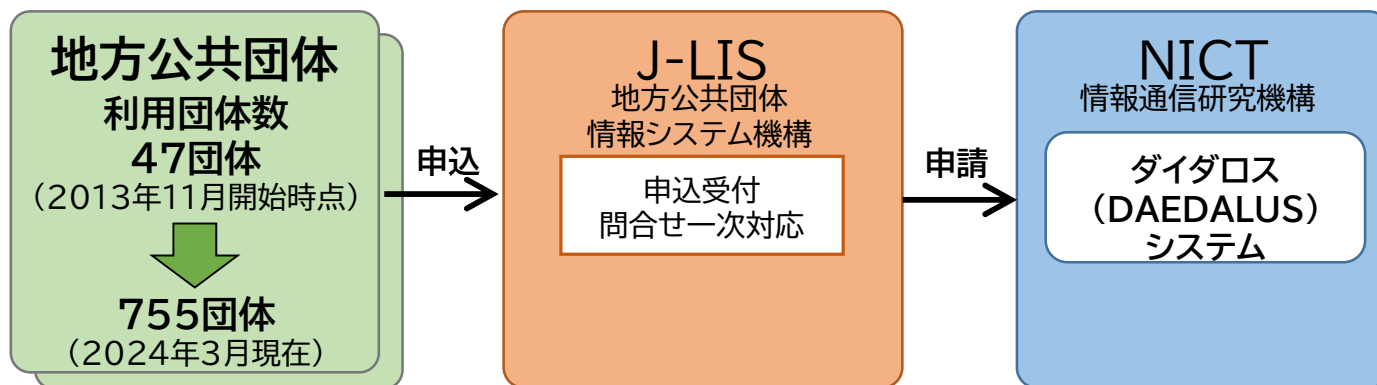 地方公共団体
利用団体数
47団体
（2013年11月開始時点）
755団体
（2024年3月現在）
申込
J-LIS
地方公共団体
情報システム機構
申込受付
問合せ一次対応
申請
NICT
情報通信研究機構
ダイダロス
（DAEDALUS）
システム